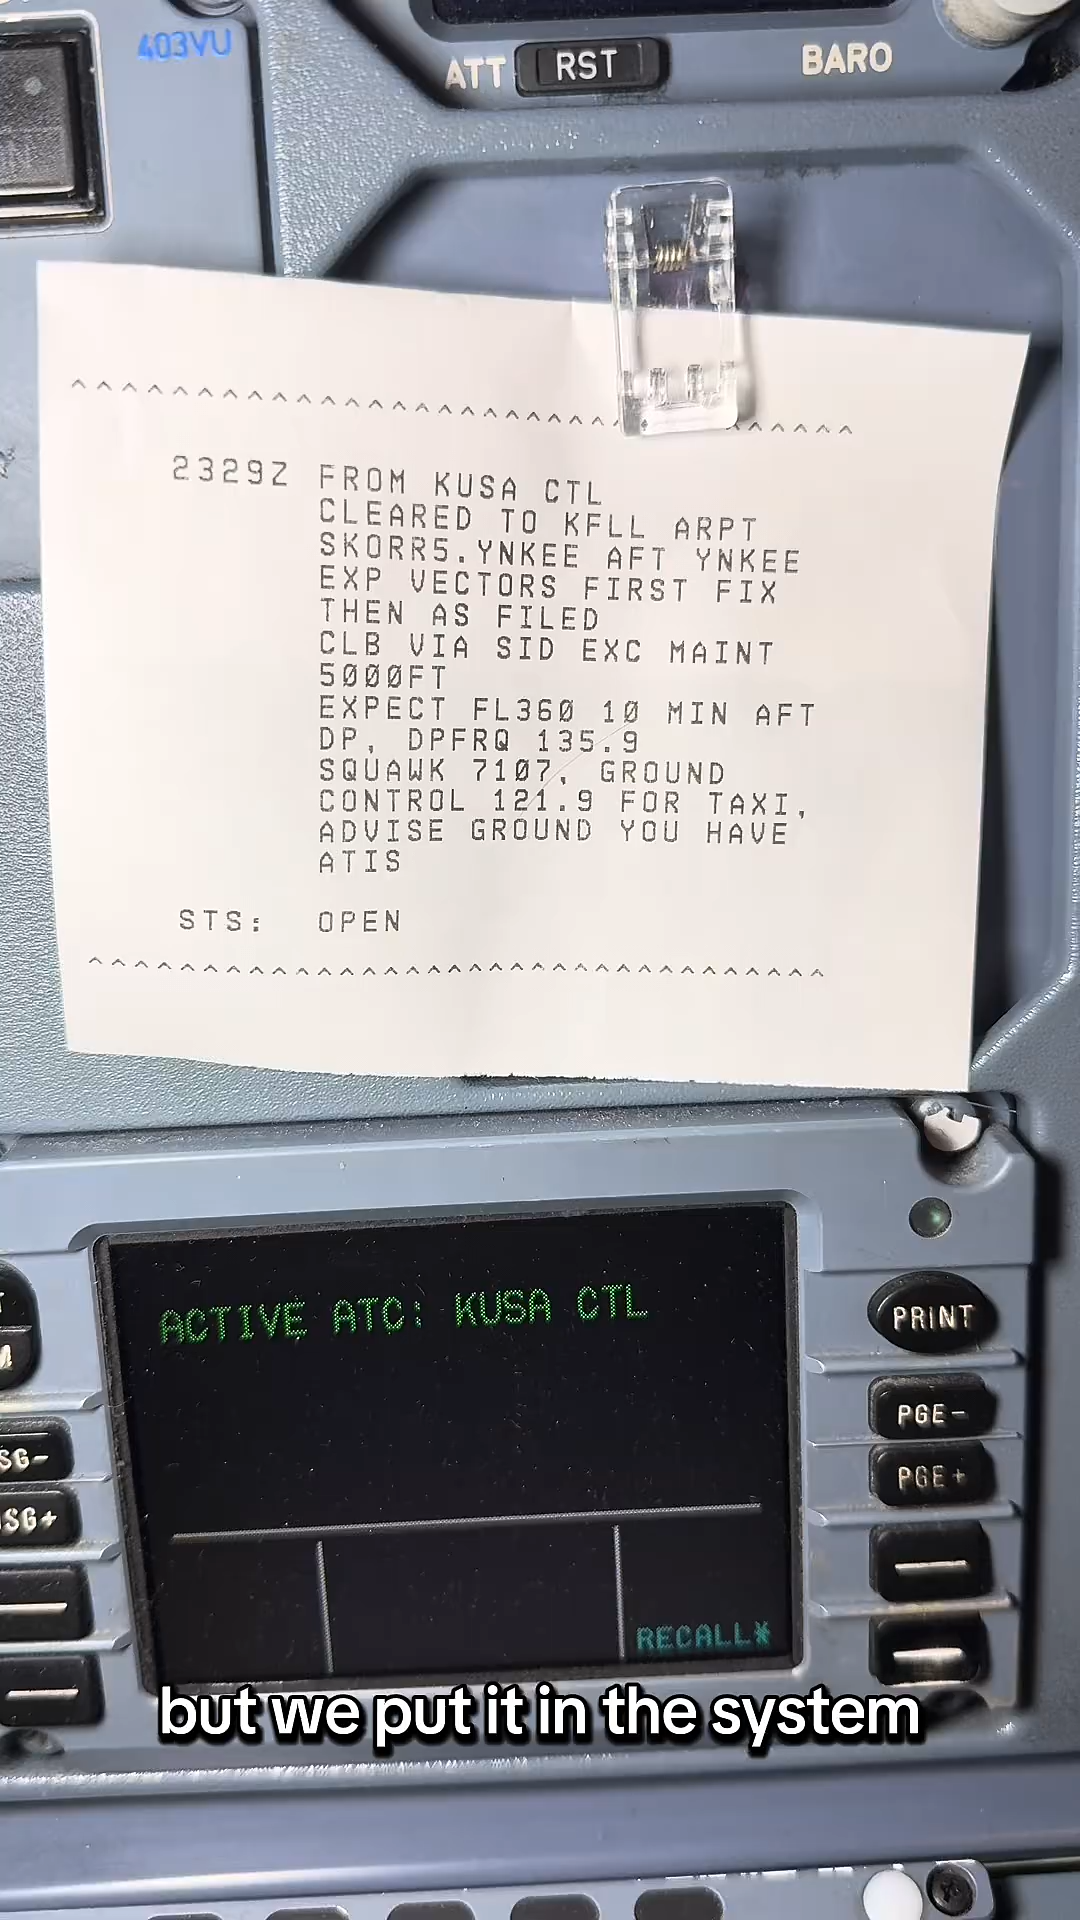 403VU
ATT RST BARO
^^^^^^^^^^^^^^^^^^^^^^^^^^^
2329Z FROM KUSA CTL
CLEARED TO KFLL ARPT
SKORR5.YNKEE AFT YNKEE
EXP VECTORS FIRST FIX
THEN AS FILED
CLB VIA SID EXC MAINT
5000FT
EXPECT FL360 10 MIN AFT
DP, DPFRQ 135.9
SQUAWK 7107, GROUND
CONTROL 121.9 FOR TAXI,
ADVISE GROUND YOU HAVE
ATIS
STS: OPEN
^^^^^^^^^^^^^^^^^^^^^^^^^^^^^^^^
ACTIVE ATC: KUSA CTL
PRINT
PGE-
SG-
PGE+
SG+
RECALL*
but we put it in the system